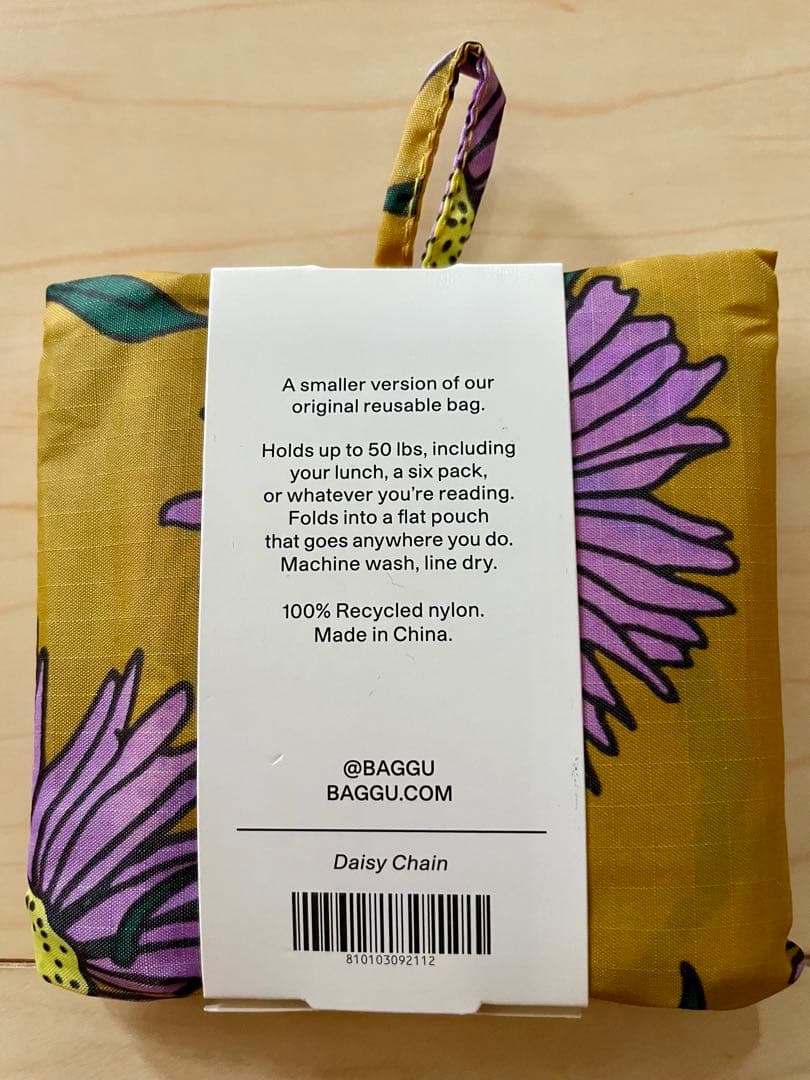 A smaller version of our
original reusable bag.
Holds up to 50 lbs, including
your lunch, a six pack,
or whatever you're reading.
Folds into a flat pouch
that goes anywhere you do.
Machine wash, line dry.
100% Recycled nylon.
Made in China.
@BAGGU
BAGGU.COM
Daisy Chain
810103092112